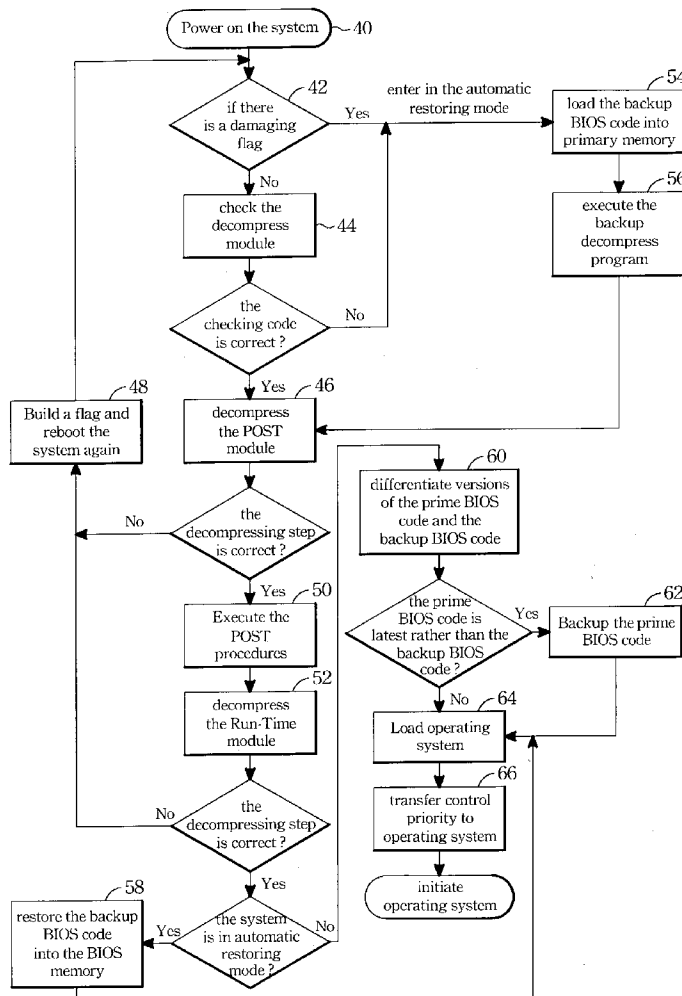 Power on the system
40
42
if there
is a damaging
flag
Yes
enter in the automatic
restoring mode
54
load the backup
BIOS code into
primary memory
No
check the
decompress
module
44
56
execute the
backup
decompress
program
the
checking code
is correct ?
No
Yes
48
Build a flag and
reboot the
system again
46
decompress
the POST
module
60
differentiate versions
of the prime BIOS
code and the
backup BIOS code
No
the
decompressing step
is correct ?
Yes
50
Execute the
POST
procedures
the prime
BIOS code is
latest rather than the
backup BIOS
code ?
Yes
62
Backup the prime
BIOS code
52
decompress
the Run-Time
module
No
64
Load operating
system
66
transfer control
priority to
operating system
No
the
decompressing step
is correct ?
Yes
initiate
operating system
58
restore the backup
BIOS code
into the BIOS
memory
Yes
the system
is in automatic
restoring
mode ?
No